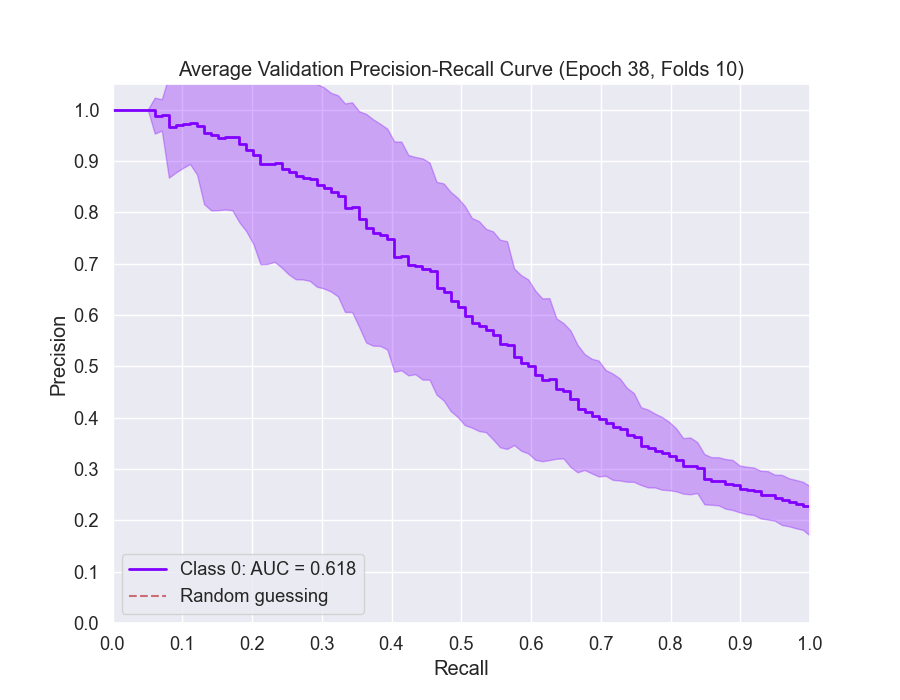 Average Validation Precision-Recall Curve (Epoch 38, Folds 10)
Precision
1.0
0.9
0.8
0.7
0.6
0.5
0.4
0.3
0.2
0.1
0.0
Class 0: AUC = 0.618
Random guessing
0.0 0.1 0.2 0.3 0.4 0.5 0.6 0.7 0.8 0.9 1.0
Recall